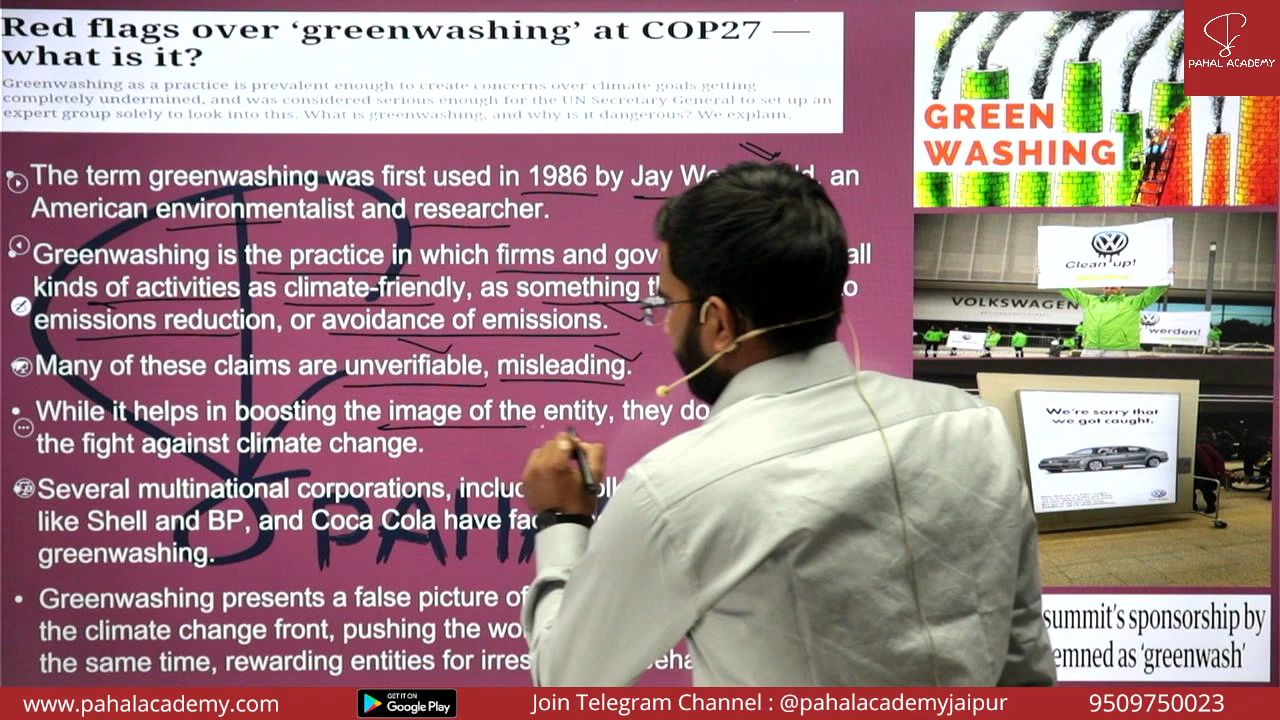 Red flags over ‘greenwashing’ at COP27 —
what is it?
Greenwashing as a practice is prevalent enough to create concerns over climate goals getting
completely undermined, and was considered serious enough for the UN Secretary General to set up an
expert group solely to look into this. What is greenwashing, and why is it dangerous? We explain.
• The term greenwashing was first used in 1986 by Jay We d, an
American environmentalist and researcher.
• Greenwashing is the practice in which firms and gov all
kinds of activities as climate-friendly, as something
emissions reduction, or avoidance of emissions.
Many of these claims are unverifiable, misleading.
• While it helps in boosting the image of the entity, they do
the fight against climate change.
Several multinational corporations,
like Shell and BP, and Coca Cola have
greenwashing.
• Greenwashing presents a false picture of
the climate change front, pushing the
the same time, rewarding entities for
PAH
GREEN
WASHING
PAHAL ACADEMY
Clean up!
VOLKSWAGEN
werden!
We're sorry that
we got caught.
summit's sponsorship by
emned as ‘greenwash’
www.pahalacademy.com
GET IT ON
Google Play
Join Telegram Channel : @pahalacademyjaipur
9509750023